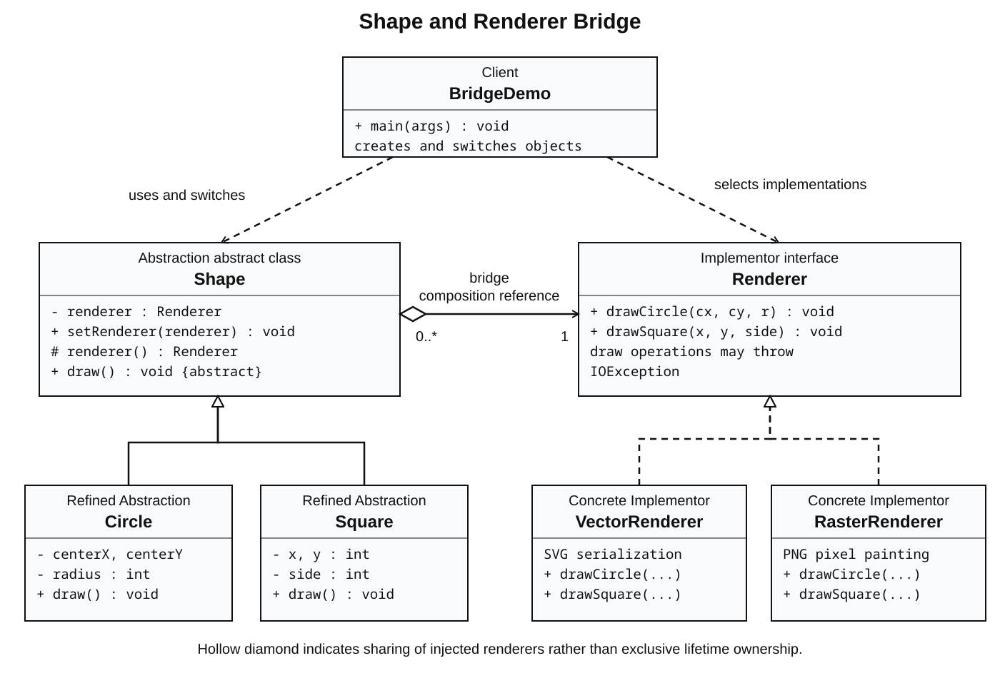 Shape and Renderer Bridge
Client
BridgeDemo
+ main(args) : void
creates and switches objects
uses and switches
selects implementations
Abstraction abstract class
Shape
- renderer : Renderer
+ setRenderer(renderer) : void
# renderer() : Renderer
+ draw() : void {abstract}
bridge
composition reference
0..*
1
Implementor interface
Renderer
+ drawCircle(cx, cy, r) : void
+ drawSquare(x, y, side) : void
draw operations may throw
IOException
Refined Abstraction
Circle
- centerX, centerY
- radius : int
+ draw() : void
Refined Abstraction
Square
- x, y : int
- side : int
+ draw() : void
Concrete Implementor
VectorRenderer
SVG serialization
+ drawCircle(...)
+ drawSquare(...)
Concrete Implementor
RasterRenderer
PNG pixel painting
+ drawCircle(...)
+ drawSquare(...)
Hollow diamond indicates sharing of injected renderers rather than exclusive lifetime ownership.